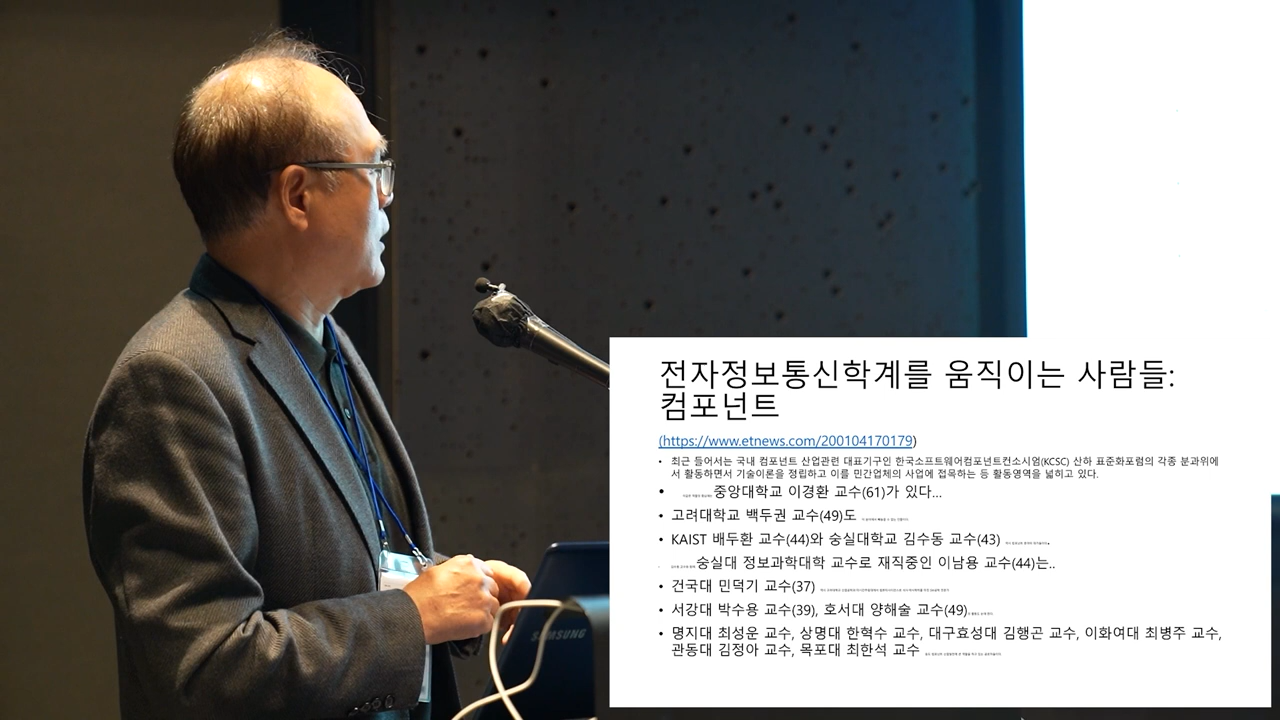 전자정보통신학계를 움직이는 사람들:
컴포넌트
(https://www.etnews.com/200104170179)
• 최근 들어서는 국내 컴포넌트 산업관련 대표기구인 한국소프트웨어컴포넌트컨소시엄(KCSC) 산하 표준화포럼의 각종 분과위에
서 활동하면서 기술이론을 정립하고 이를 민간업체의 사업에 접목하는 등 활동영역을 넓히고 있다.
• 중앙대학교 이경환 교수(61)가 있다...
• 고려대학교 백두권 교수(49)도
• KAIST 배두환 교수(44)와 숭실대학교 김수동 교수(43)
• 숭실대 정보과학대학 교수로 재직중인 이남용 교수(44)는..
• 건국대 민덕기 교수(37)
• 서강대 박수용 교수(39), 호서대 양해술 교수(49)
• 명지대 최성운 교수, 상명대 한혁수 교수, 대구효성대 김행곤 교수, 이화여대 최병주 교수,
관동대 김정아 교수, 목포대 최한석 교수
SAMSUNG